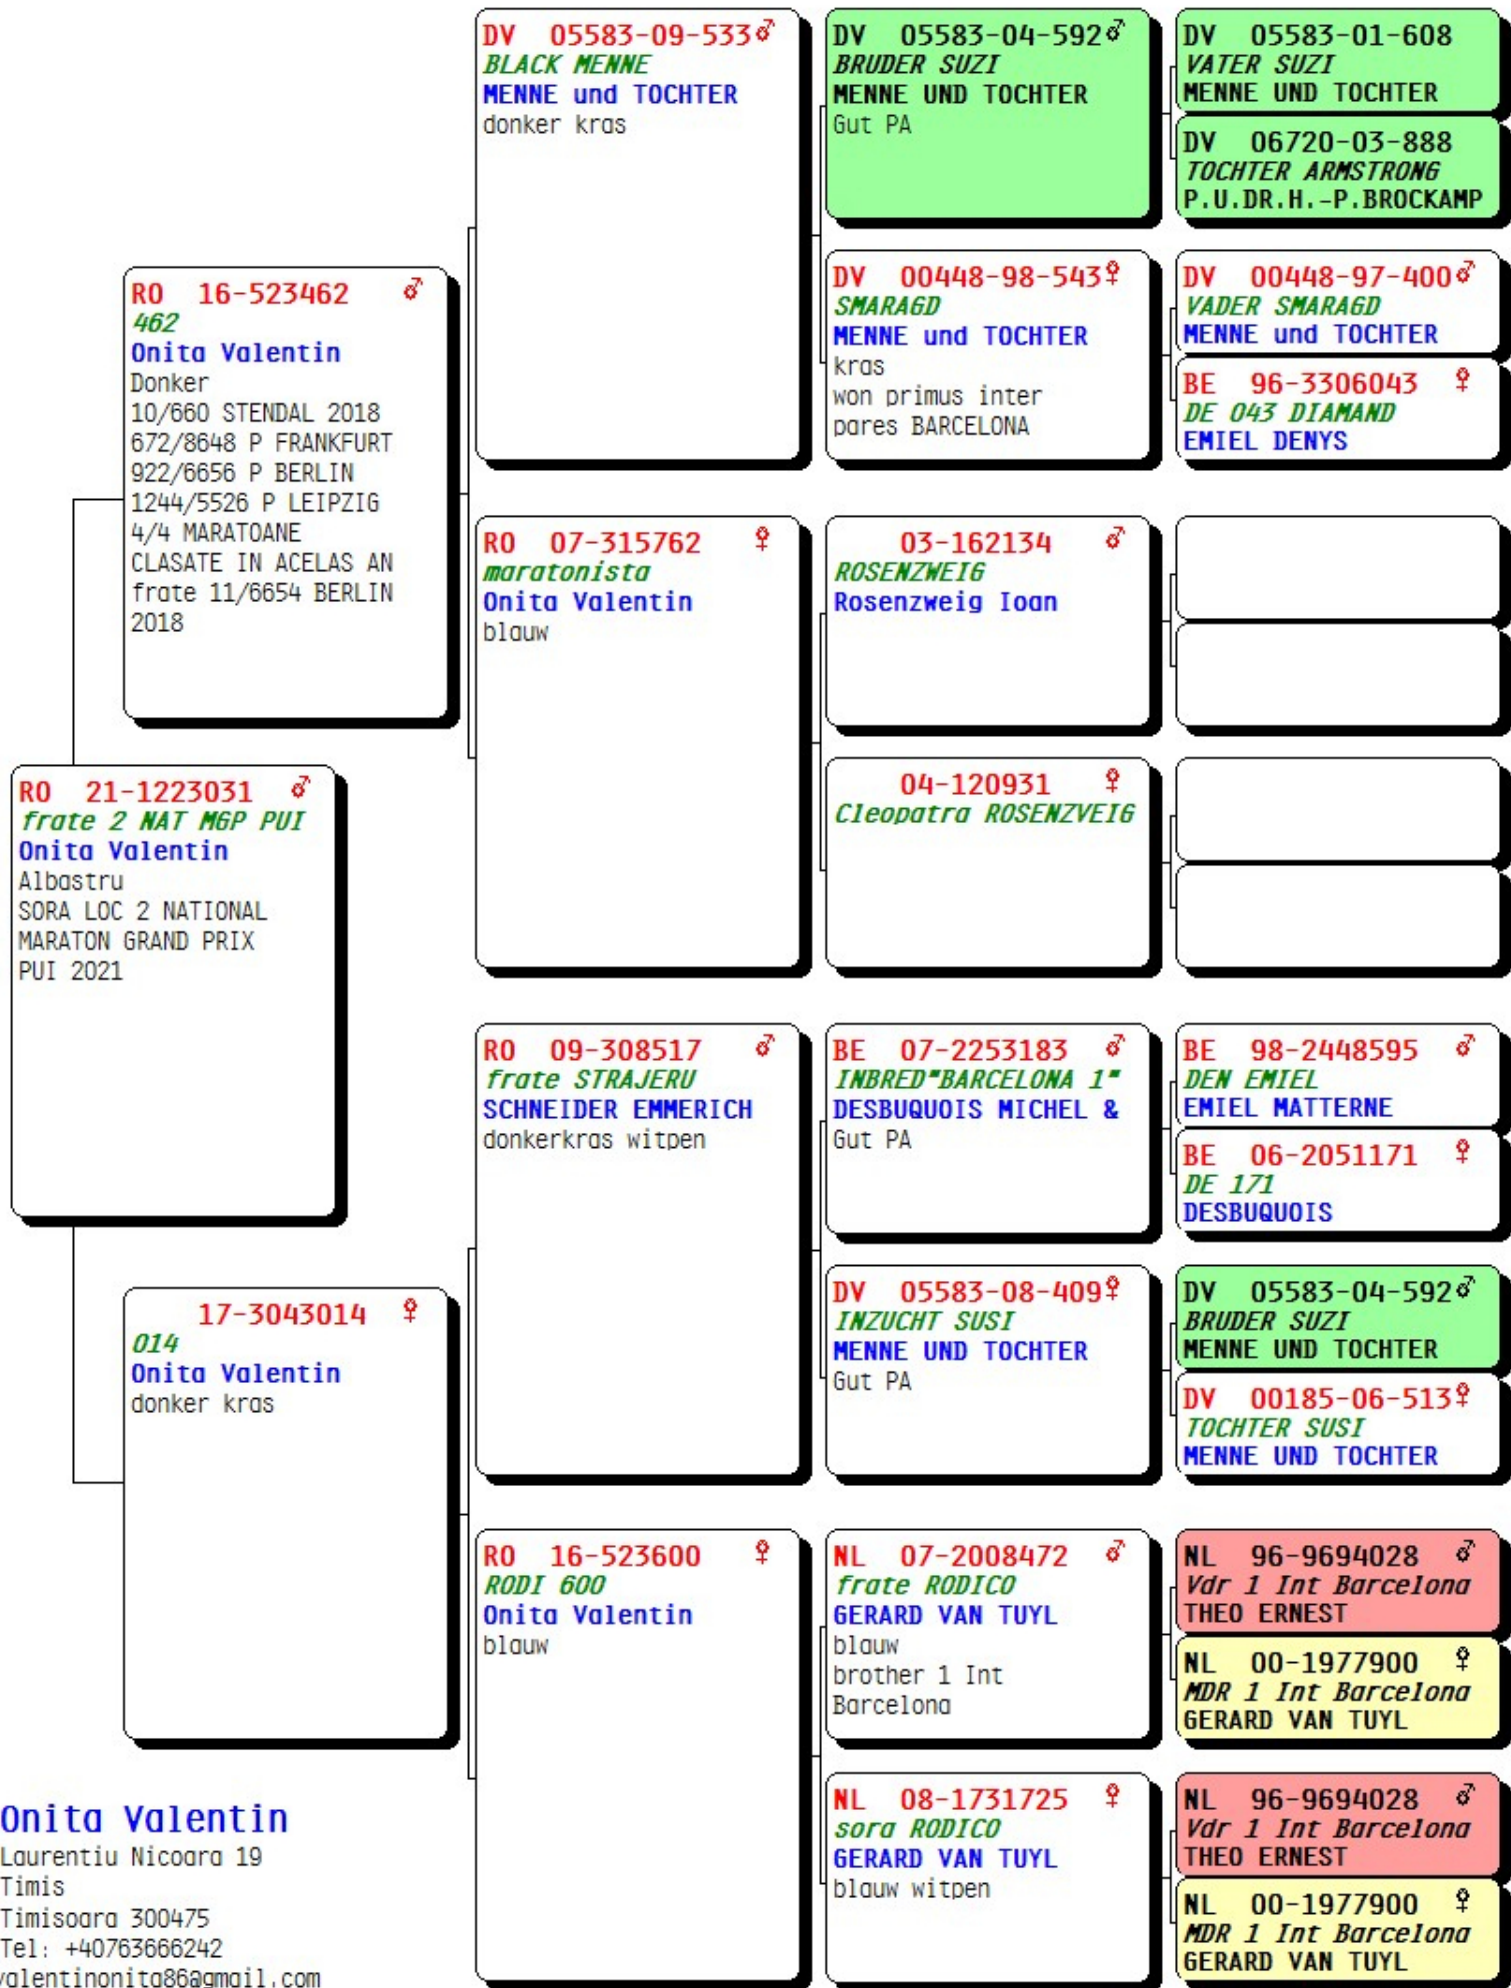 DV 05583-09-533♂
BLACK MENNE
MENNE und TOCHTER
donker kras
DV 05583-04-592♂
BRUDER SUZI
MENNE UND TOCHTER
Gut PA
DV 05583-01-608
VATER SUZI
MENNE UND TOCHTER
DV 06720-03-888
TOCHTER ARMSTRONG
P.U.DR.H.-P.BROCKAMP
DV 00448-98-543♀
SMARAGD
MENNE und TOCHTER
kras
won primus inter
pares BARCELONA
DV 00448-97-400♂
VADER SMARAGD
MENNE und TOCHTER
BE 96-3306043 ♀
DE 043 DIAMAND
EMIEL DENYS
RO 16-523462 ♂
462
Onita Valentin
Donker
10/660 STENDAL 2018
672/8648 P FRANKFURT
922/6656 P BERLIN
1244/5526 P LEIPZIG
4/4 MARATOANE
CLASATE IN ACELAS AN
frate 11/6654 BERLIN
2018
RO 07-315762 ♀
maratonista
Onita Valentin
blauw
03-162134 ♂
ROSENZWEIG
Rosenzweig Ioan
04-120931 ♀
Cleopatra ROSENZVEIG
RO 21-1223031 ♂
frate 2 NAT MGP PUI
Onita Valentin
Albastru
SORA LOC 2 NATIONAL
MARATON GRAND PRIX
PUI 2021
RO 09-308517 ♂
frate STRAJERU
SCHNEIDER EMMERICH
donkerkras witpen
BE 07-2253183 ♂
INBRED"BARCELONA 1"
DESBUQUOIS MICHEL &
Gut PA
BE 98-2448595 ♂
DEN EMIEL
EMIEL MATTERNE
BE 06-2051171 ♀
DE 171
DESBUQUOIS
DV 05583-08-409♀
INZUCHT SUSI
MENNE UND TOCHTER
Gut PA
DV 05583-04-592♂
BRUDER SUZI
MENNE UND TOCHTER
DV 00185-06-513♀
TOCHTER SUSI
MENNE UND TOCHTER
17-3043014 ♀
014
Onita Valentin
donker kras
RO 16-523600 ♀
RODI 600
Onita Valentin
blauw
NL 07-2008472 ♂
frate RODICO
GERARD VAN TUYL
blauw
brother 1 Int
Barcelona
NL 96-9694028 ♂
Vdr 1 Int Barcelona
THEO ERNEST
NL 00-1977900 ♀
MDR 1 Int Barcelona
GERARD VAN TUYL
NL 08-1731725 ♀
sora RODICO
GERARD VAN TUYL
blauw witpen
NL 96-9694028 ♂
Vdr 1 Int Barcelona
THEO ERNEST
NL 00-1977900 ♀
MDR 1 Int Barcelona
GERARD VAN TUYL
Onita Valentin
Laurentiu Nicoara 19
Timis
Timisoara 300475
Tel: +40763666242
valentinonita86@gmail.com